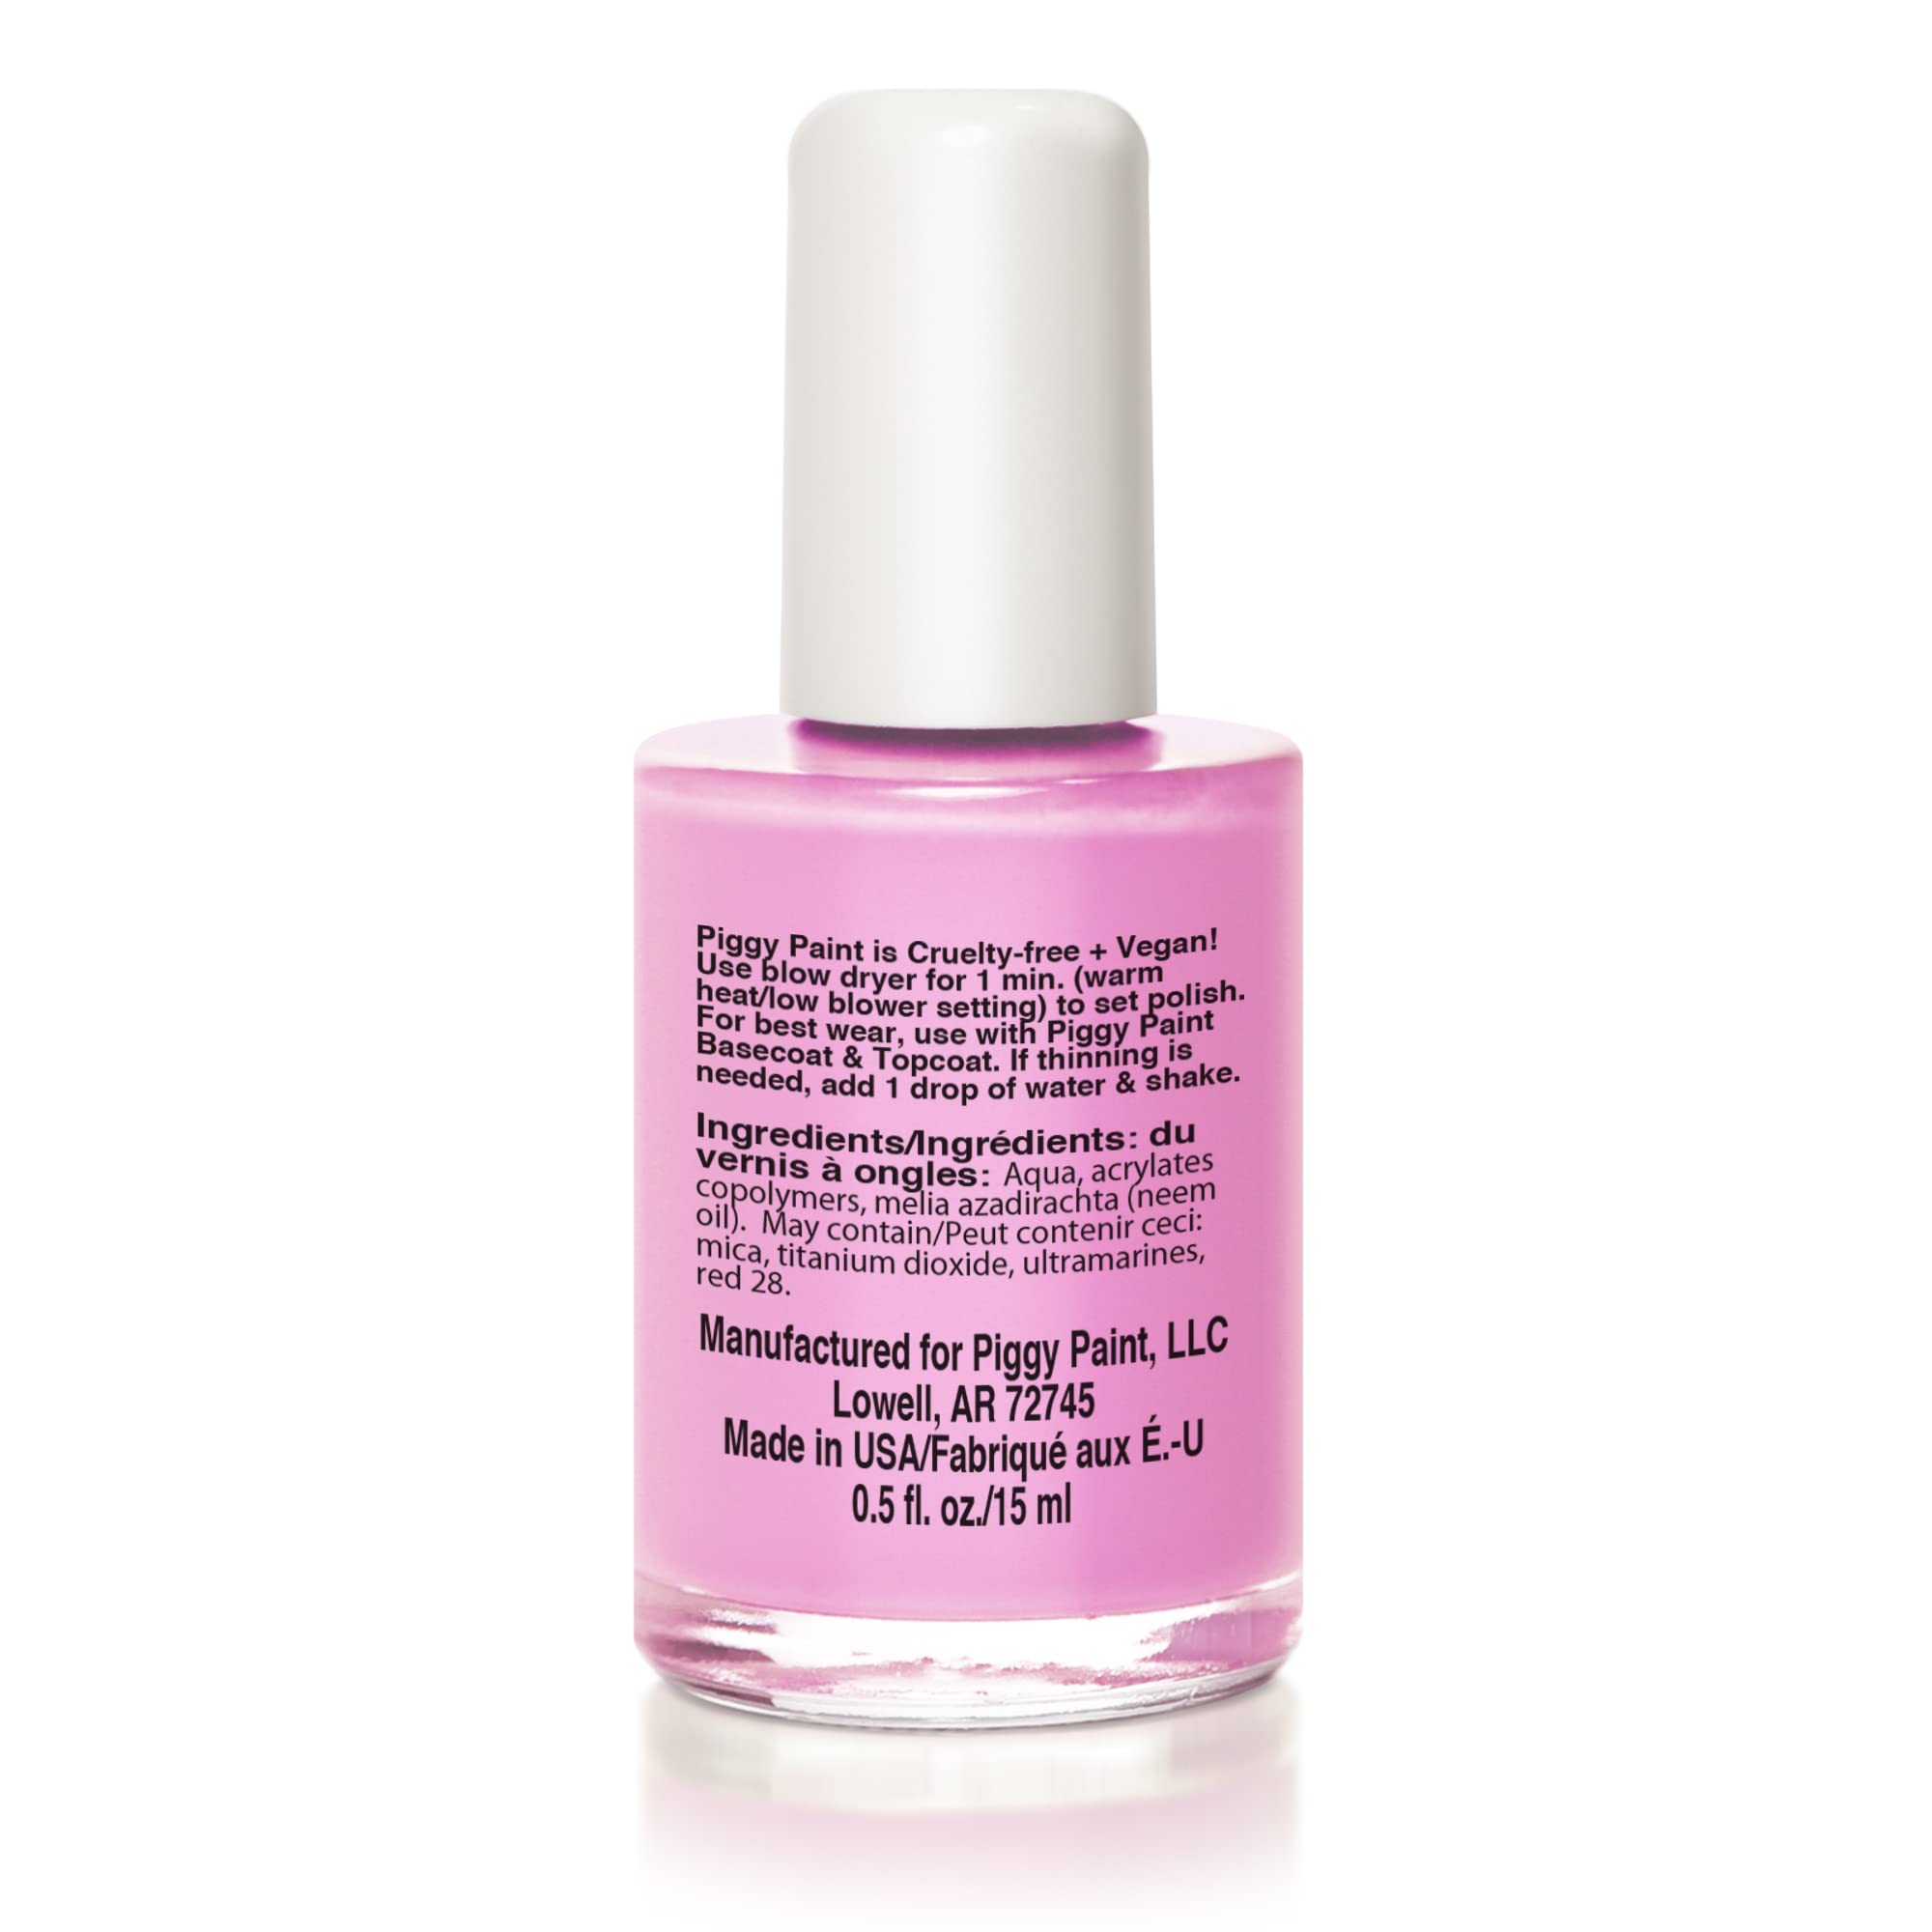 Piggy Paint is Cruelty-free + Vegan!
Use blow dryer for 1 min. (warm
heat/low blower setting) to set polish.
For best wear, use with Piggy Paint
Basecoat & Topcoat. If thinning is
needed, add 1 drop of water & shake.
Ingredients/Ingrédients: du
vernis à ongles: Aqua, acrylates
copolymers, melia azadirachta (neem
oil). May contain/Peut contenir ceci:
mica, titanium dioxide, ultramarines,
red 28.
Manufactured for Piggy Paint, LLC
Lowell, AR 72745
Made in USA/Fabriqué aux É.-U
0.5 fl. oz./15 ml